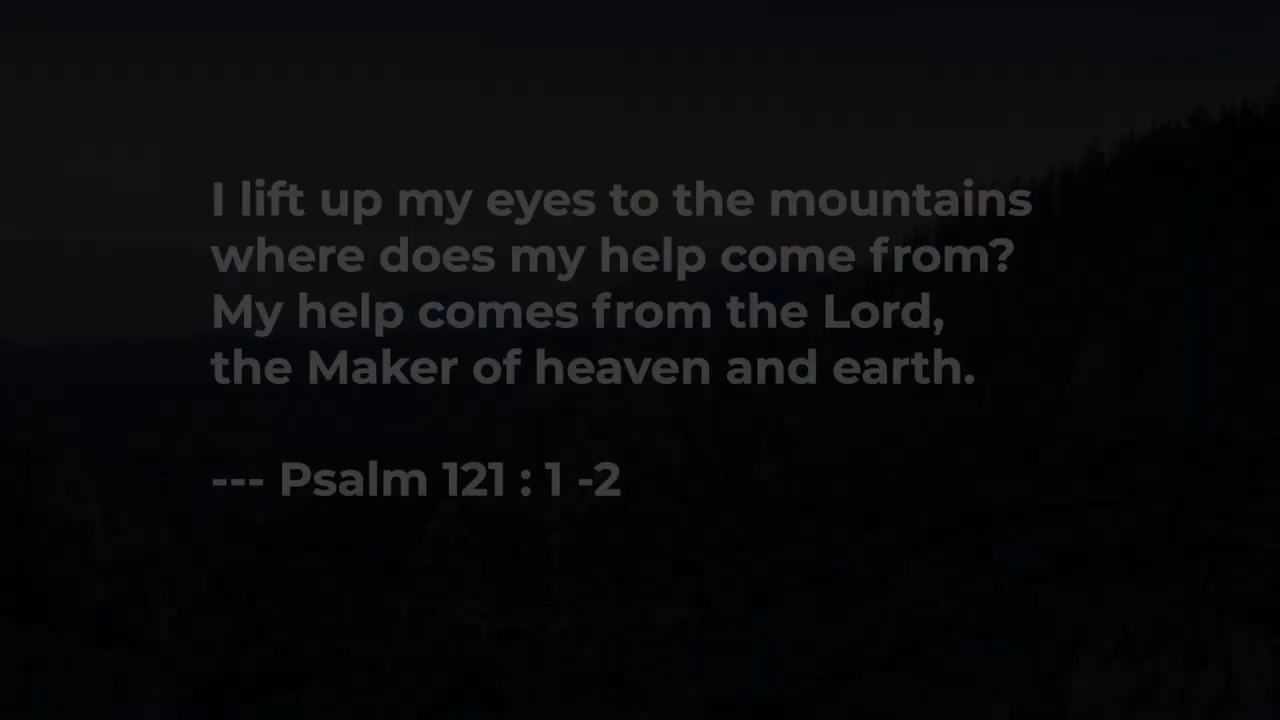 I lift up my eyes to the mountains
where does my help come from?
My help comes from the Lord,
the Maker of heaven and earth.
--- Psalm 121 : 1 -2